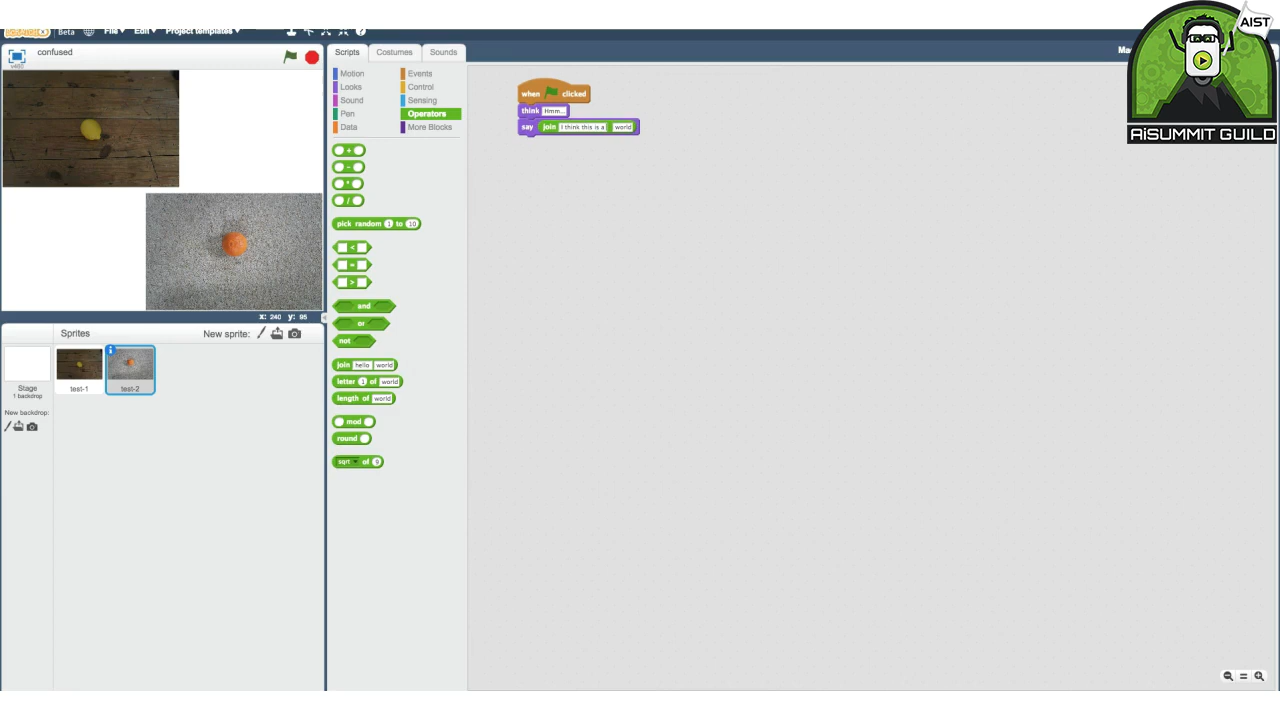 Beta File Edit Project templates
AIST
v460
confused
Scripts Costumes Sounds
Ma
AiSUMMIT GUILD
Motion Events
Looks Control
Sound Sensing
Pen Operators
Data More Blocks
when clicked
think Hmm...
say join I think this is a world
+
-
*
/
pick random 1 to 10
<
=
>
and
or
not
join hello world
letter 1 of world
length of world
mod
round
sqrt of 9
x: 240 y: 95
Sprites New sprite:
test-1 test-2
Stage
1 backdrop
New backdrop: